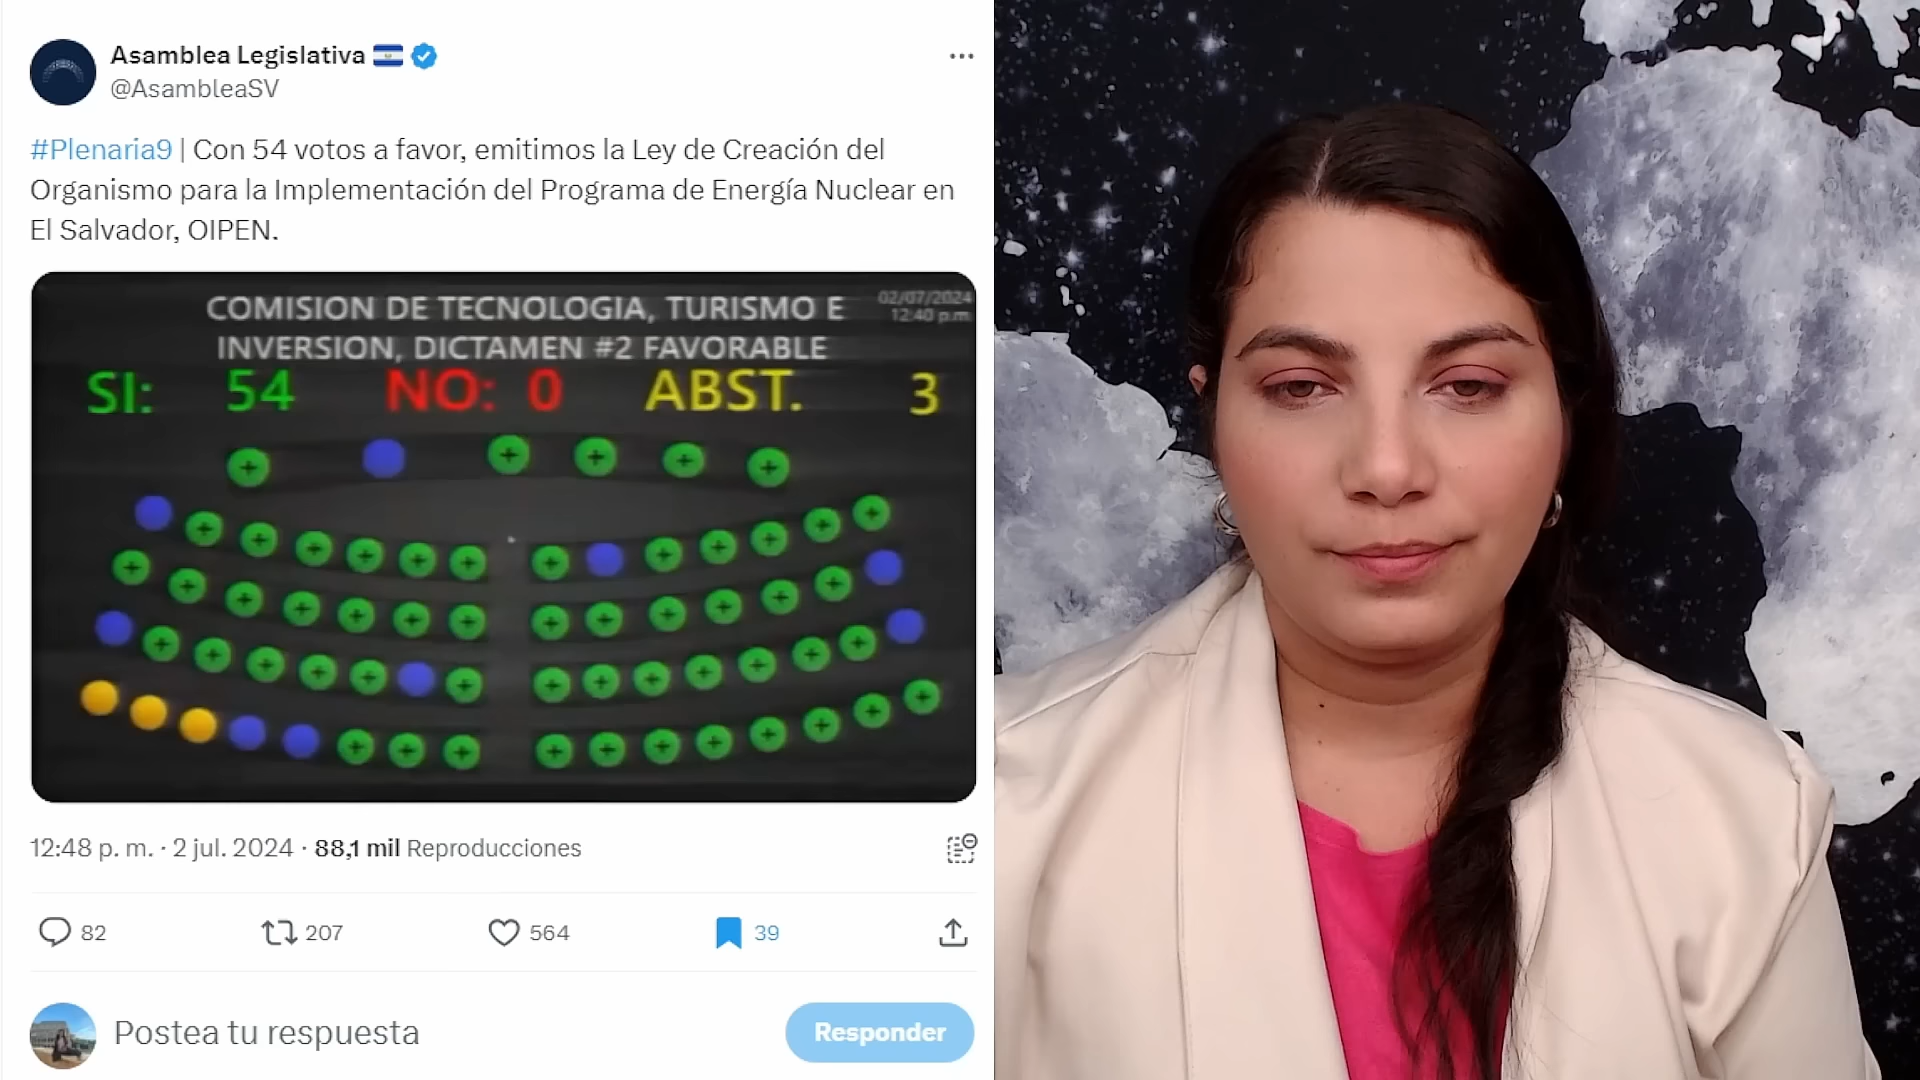 Asamblea Legislativa
@AsambleaSV
#Plenaria9 | Con 54 votos a favor, emitimos la Ley de Creación del
Organismo para la Implementación del Programa de Energía Nuclear en
El Salvador, OIPEN.
02/07/2024
12:40 p.m
COMISION DE TECNOLOGIA, TURISMO E
INVERSION, DICTAMEN #2 FAVORABLE
SI: 54 NO: 0 ABST. 3
12:48 p. m. · 2 jul. 2024 · 88,1 mil Reproducciones
82 207 564 39
Postea tu respuesta
Responder